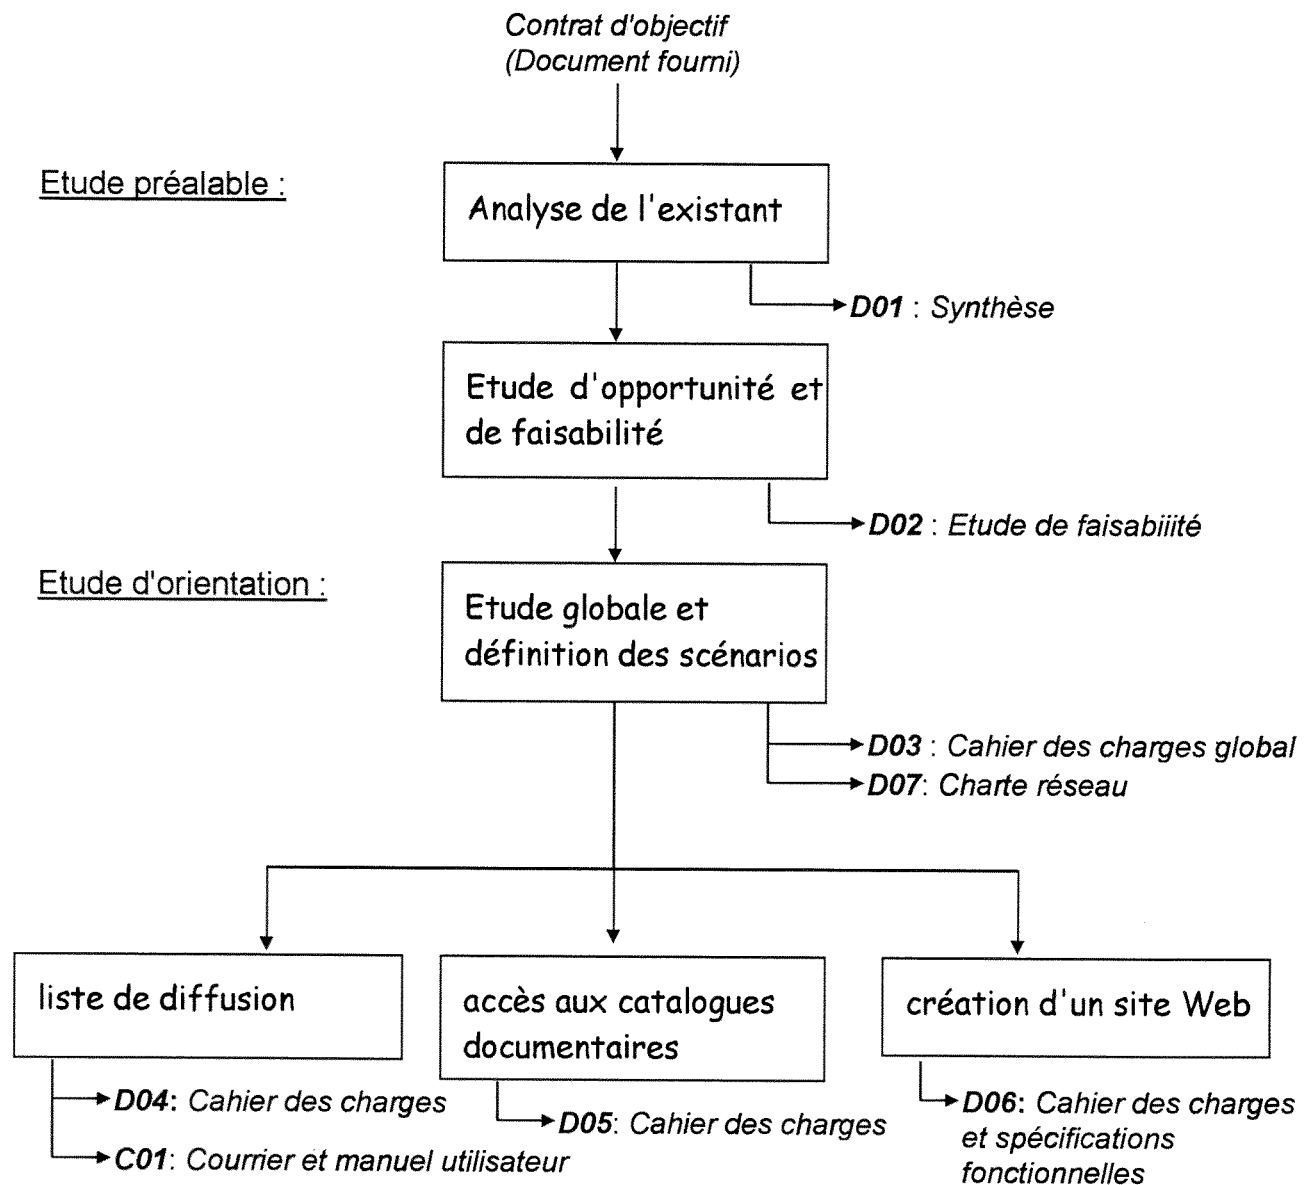 Contrat d'objectif
(Document fourni)
Etude préalable :
Analyse de l'existant
D01 : Synthèse
Etude d'opportunité et
de faisabilité
D02 : Etude de faisabiiité
Etude d'orientation :
Etude globale et
définition des scénarios
D03 : Cahier des charges global
D07: Charte réseau
liste de diffusion
accès aux catalogues
documentaires
création d'un site Web
D04: Cahier des charges
C01: Courrier et manuel utilisateur
D05: Cahier des charges
D06: Cahier des charges
et spécifications
fonctionnelles